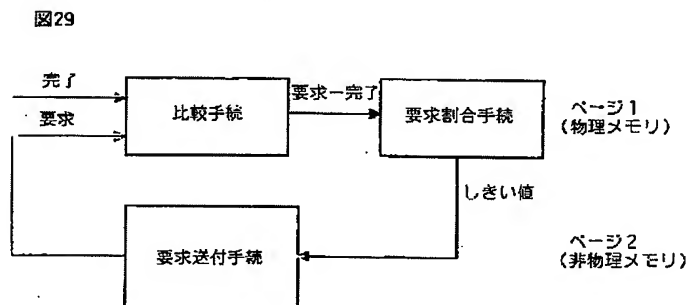 図29
完了
要求
比較手続
要求－完了
要求割合手続
ページ1
(物理メモリ)
しきい値
要求送付手続
ページ2
(非物理メモリ)